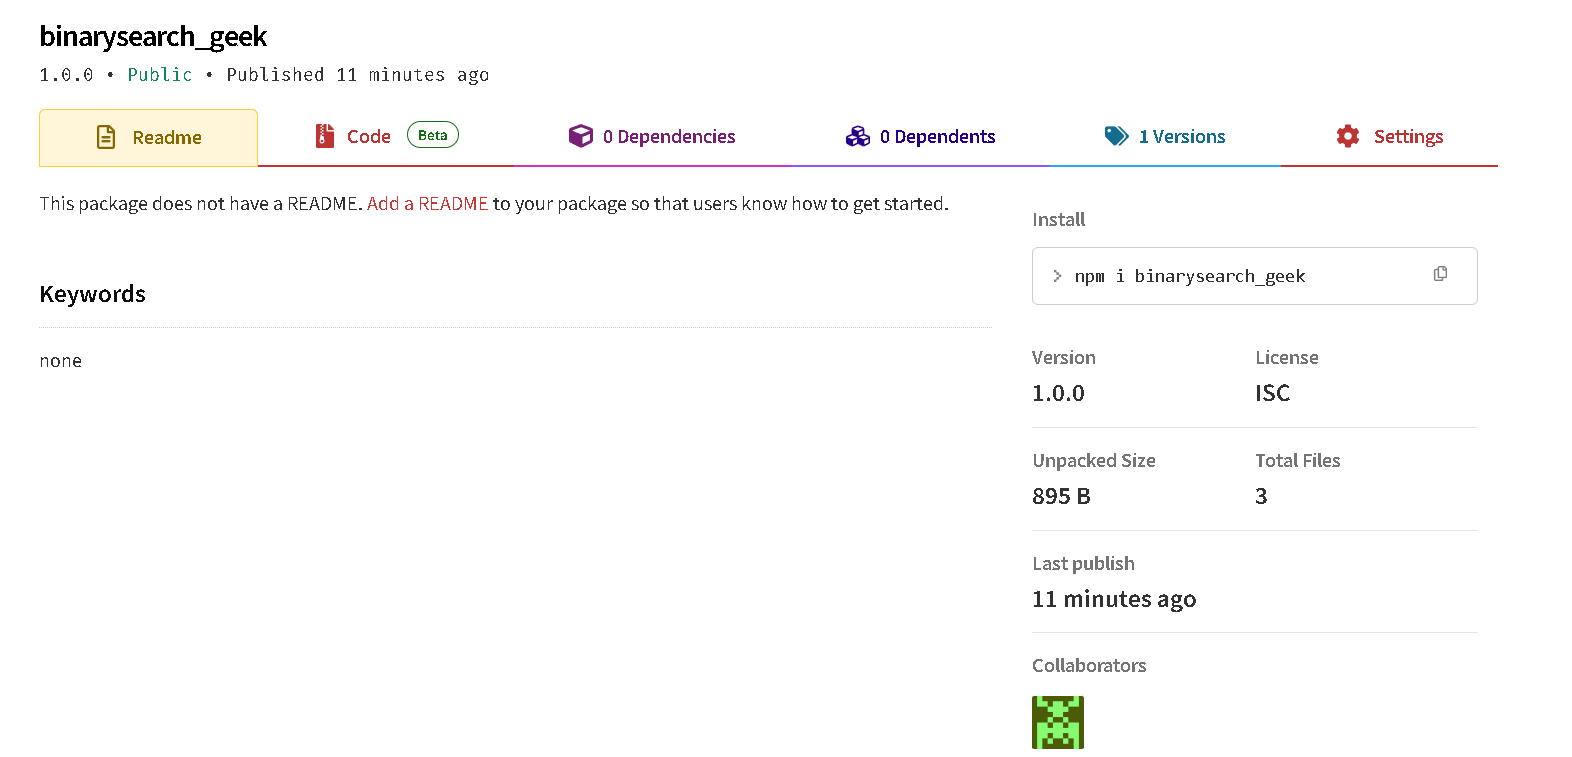 binarysearch_geek
1.0.0 • Public • Published 11 minutes ago
Readme
Code Beta
0 Dependencies
0 Dependents
1 Versions
Settings
This package does not have a README. Add a README to your package so that users know how to get started.
Keywords
none
Install
> npm i binarysearch_geek
Version
1.0.0
License
ISC
Unpacked Size
895 B
Total Files
3
Last publish
11 minutes ago
Collaborators